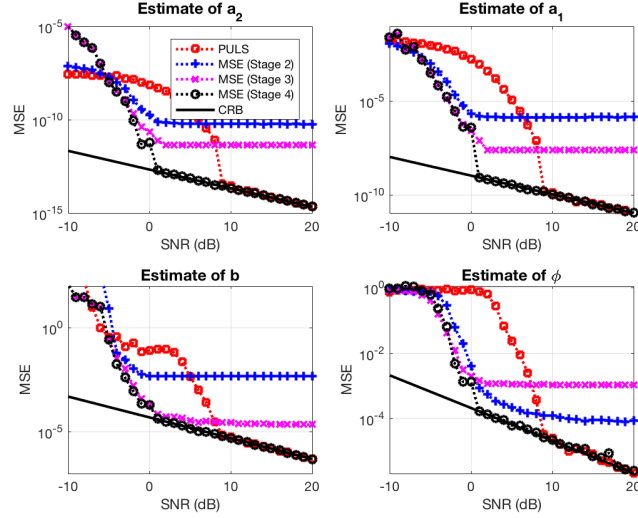 Estimate of a₂
MSE
10⁻⁵
10⁻¹⁰
10⁻¹⁵
-10 0 10 20
SNR (dB)
PULS
MSE (Stage 2)
MSE (Stage 3)
MSE (Stage 4)
CRB
Estimate of a₁
MSE
10⁻⁵
10⁻¹⁰
-10 0 10 20
SNR (dB)
Estimate of b
MSE
10⁰
10⁻⁵
-10 0 10 20
SNR (dB)
Estimate of ϕ
MSE
10⁰
10⁻²
10⁻⁴
-10 0 10 20
SNR (dB)